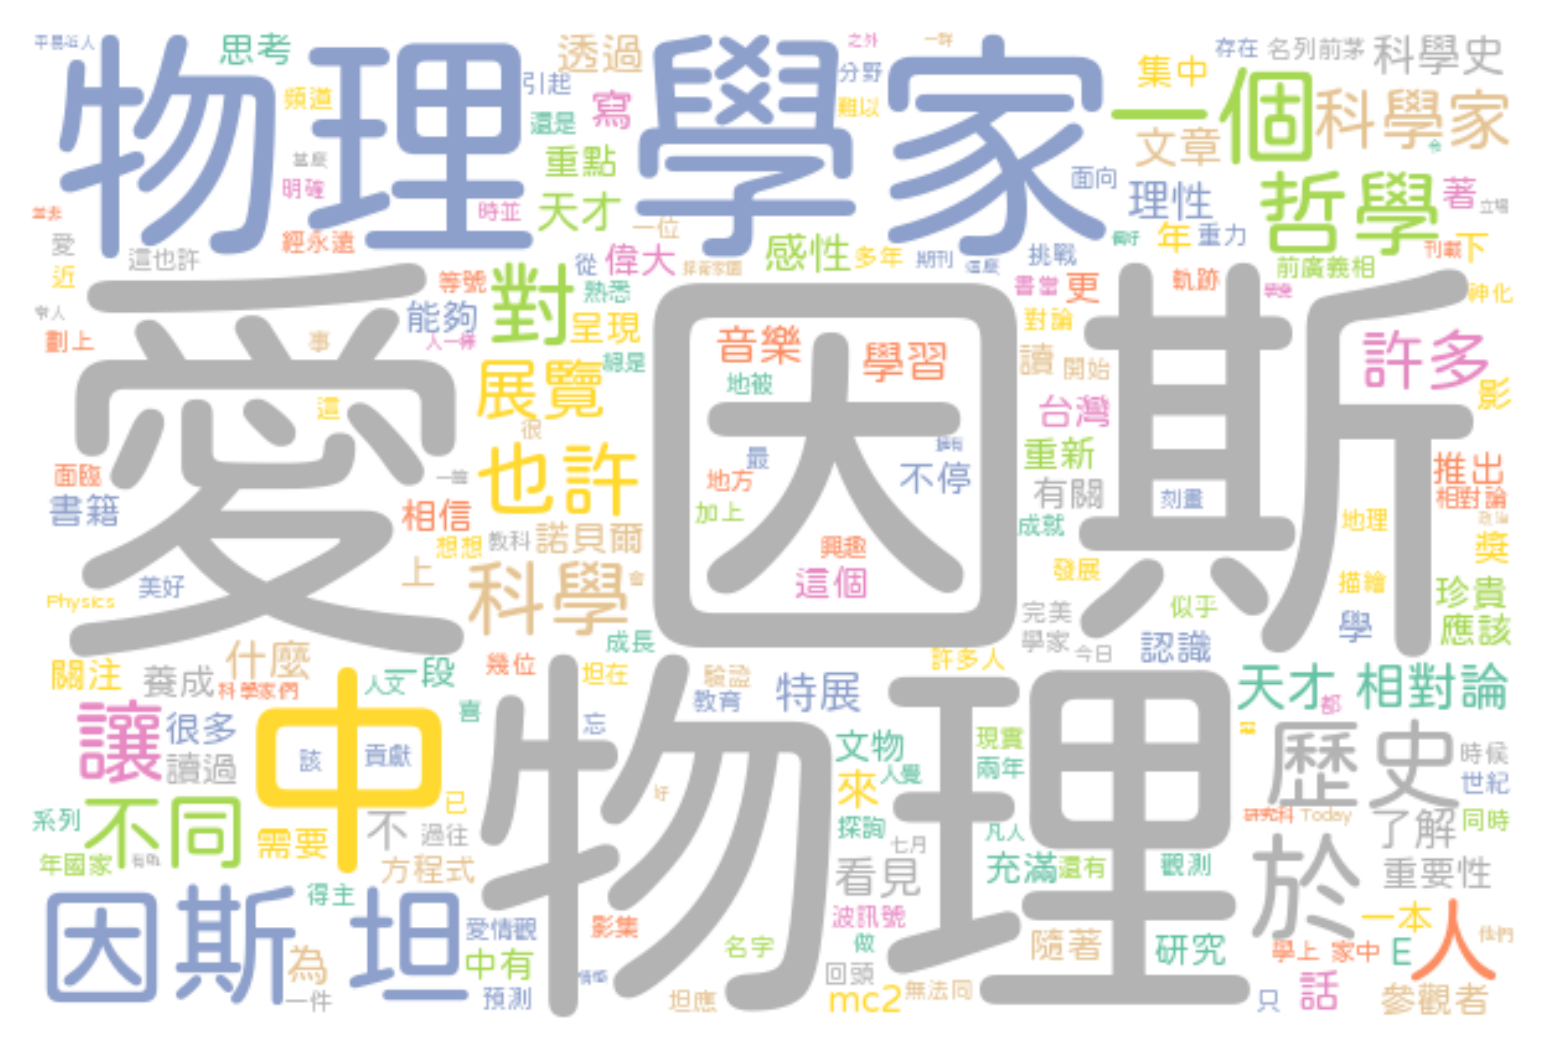 平易近人 思考 透過 之外 一群 存在 名列前茅 科學史
物理 學家 引起 分野 集中 一個 科學家
頻道 還是 寫 難以 文章
甚麼 重點 面向 理性 哲學 著 立場
明確 時並 天才 一位
愛 經永遠 從 偉大 感性 多年 期刊 挑戰 年 重力 刊載 下
近 這也許 等號 對 熟悉 書當 更 軌跡 前廣義相 神化
愛 因 斯
令人 能夠 呈現 對論
劃上 事 人一樣 總是 音樂 學習 讀 開始 許多
這 展覽 地被 台灣 影
很 最 不停 重新
面臨 也許 地方 有關 刻畫 推出
書籍 相信 加上 成就 地理 相對論
想想 教科 諾貝爾 興趣 獎
美好 上 科學 會 這個 發展 描繪
Physics 似乎 珍貴
完美 學 應該
什麼 成長 學家 今日 認識
關注 養成 科學家們 人文 一段 幾位 坦在 驗證 許多人 特展 天才 相對論
教育 都
讓 很多 中 喜 忘 物理 文物 現實 歷史 時候
讀過 該 貢獻 來 人覺 兩年 世紀
系列 不同 已 好 探詢 凡人 研究科 Today
需要 不 過往 七月 了解 同時
年國家 方程式 看見 充滿 還有 觀測 於 重要性
因斯 坦 得主 愛情觀 影集 波訊號 一本 人
中有 名字 做 隨著 研究 學上 家中 E 他們
為 回頭
一件 預測 坦應 mc2 無法同 只 話 參觀者